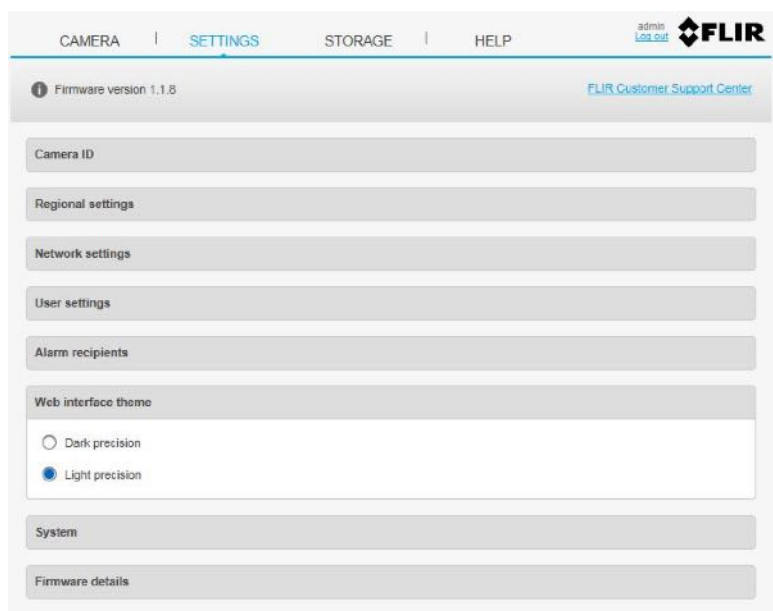 CAMERA | SETTINGS STORAGE | HELP
admin
Log out
FLIR
Firmware version 1.1.8
FLIR Customer Support Center
Camera ID
Regional settings
Network settings
User settings
Alarm recipients
Web interface theme
Dark precision
Light precision
System
Firmware details